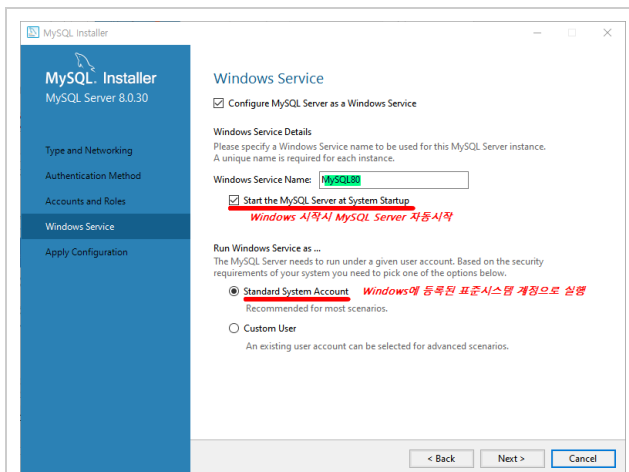 MySQL Installer
MySQL. Installer
MySQL Server 8.0.30
Type and Networking
Authentication Method
Accounts and Roles
Windows Service
Apply Configuration
Windows Service
Configure MySQL Server as a Windows Service
Windows Service Details
Please specify a Windows Service name to be used for this MySQL Server instance.
A unique name is required for each instance.
Windows Service Name: MySQL80
Start the MySQL Server at System Startup
Windows 시작시 MySQL Server 자동시작
Run Windows Service as ...
The MySQL Server needs to run under a given user account. Based on the security
requirements of your system you need to pick one of the options below.
Standard System Account Windows에 등록된 표준시스템 계정으로 실행
Recommended for most scenarios.
Custom User
An existing user account can be selected for advanced scenarios.
< Back Next > Cancel